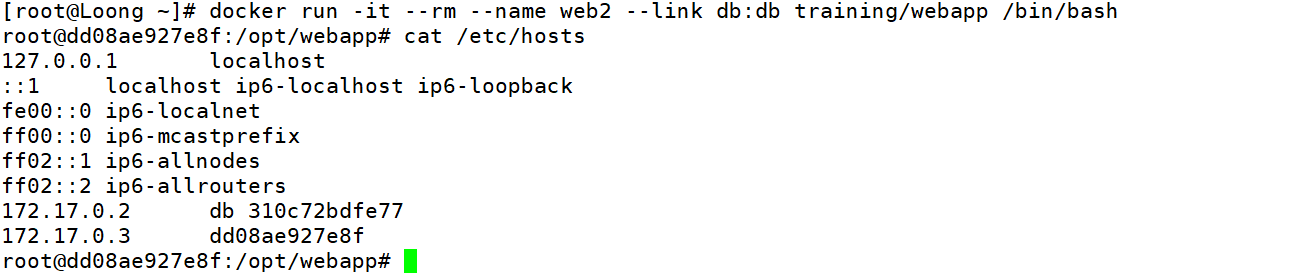 [root@Loong ~]# docker run -it --rm --name web2 --link db:db training/webapp /bin/bash
root@dd08ae927e8f:/opt/webapp# cat /etc/hosts
127.0.0.1       localhost
::1     localhost ip6-localhost ip6-loopback
fe00::0 ip6-localnet
ff00::0 ip6-mcastprefix
ff02::1 ip6-allnodes
ff02::2 ip6-allrouters
172.17.0.2      db 310c72bdfe77
172.17.0.3      dd08ae927e8f
root@dd08ae927e8f:/opt/webapp#